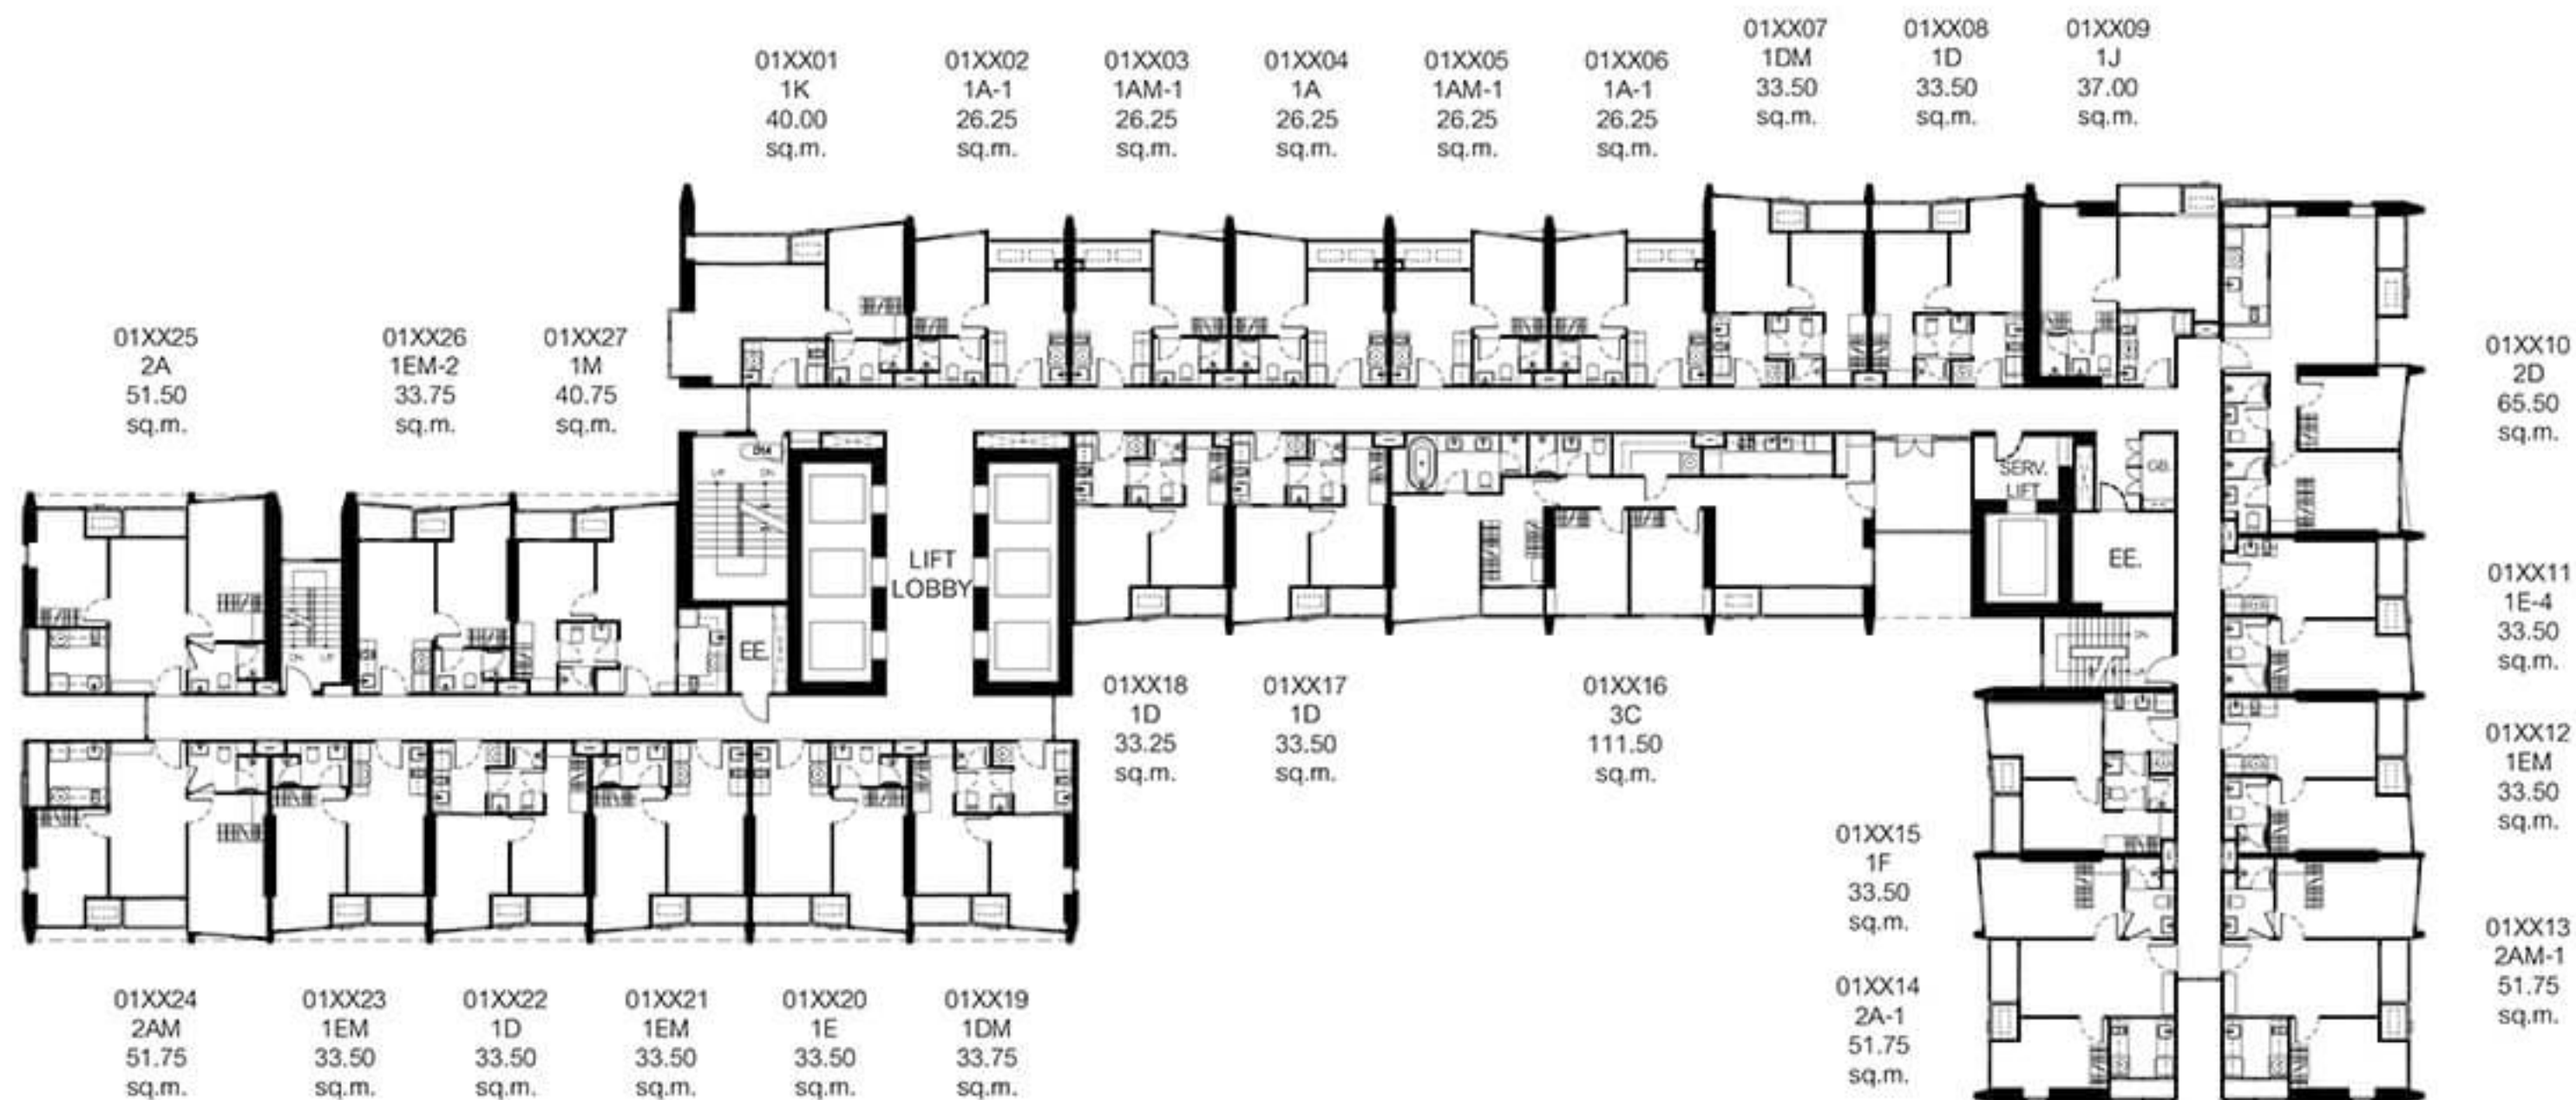 01XX01
1K
40.00
sq.m.
01XX02
1A-1
26.25
sq.m.
01XX03
1AM-1
26.25
sq.m.
01XX04
1A
26.25
sq.m.
01XX05
1AM-1
26.25
sq.m.
01XX06
1A-1
26.25
sq.m.
01XX07
1DM
33.50
sq.m.
01XX08
1D
33.50
sq.m.
01XX09
1J
37.00
sq.m.
01XX25
2A
51.50
sq.m.
01XX26
1EM-2
33.75
sq.m.
01XX27
1M
40.75
sq.m.
01XX10
2D
65.50
sq.m.
LIFT
LOBBY
EE.
SERV.
LIFT
GB.
EE.
01XX11
1E-4
33.50
sq.m.
01XX18
1D
33.25
sq.m.
01XX17
1D
33.50
sq.m.
01XX16
3C
111.50
sq.m.
01XX12
1EM
33.50
sq.m.
01XX15
1F
33.50
sq.m.
01XX13
2AM-1
51.75
sq.m.
01XX24
2AM
51.75
sq.m.
01XX23
1EM
33.50
sq.m.
01XX22
1D
33.50
sq.m.
01XX21
1EM
33.50
sq.m.
01XX20
1E
33.50
sq.m.
01XX19
1DM
33.75
sq.m.
01XX14
2A-1
51.75
sq.m.